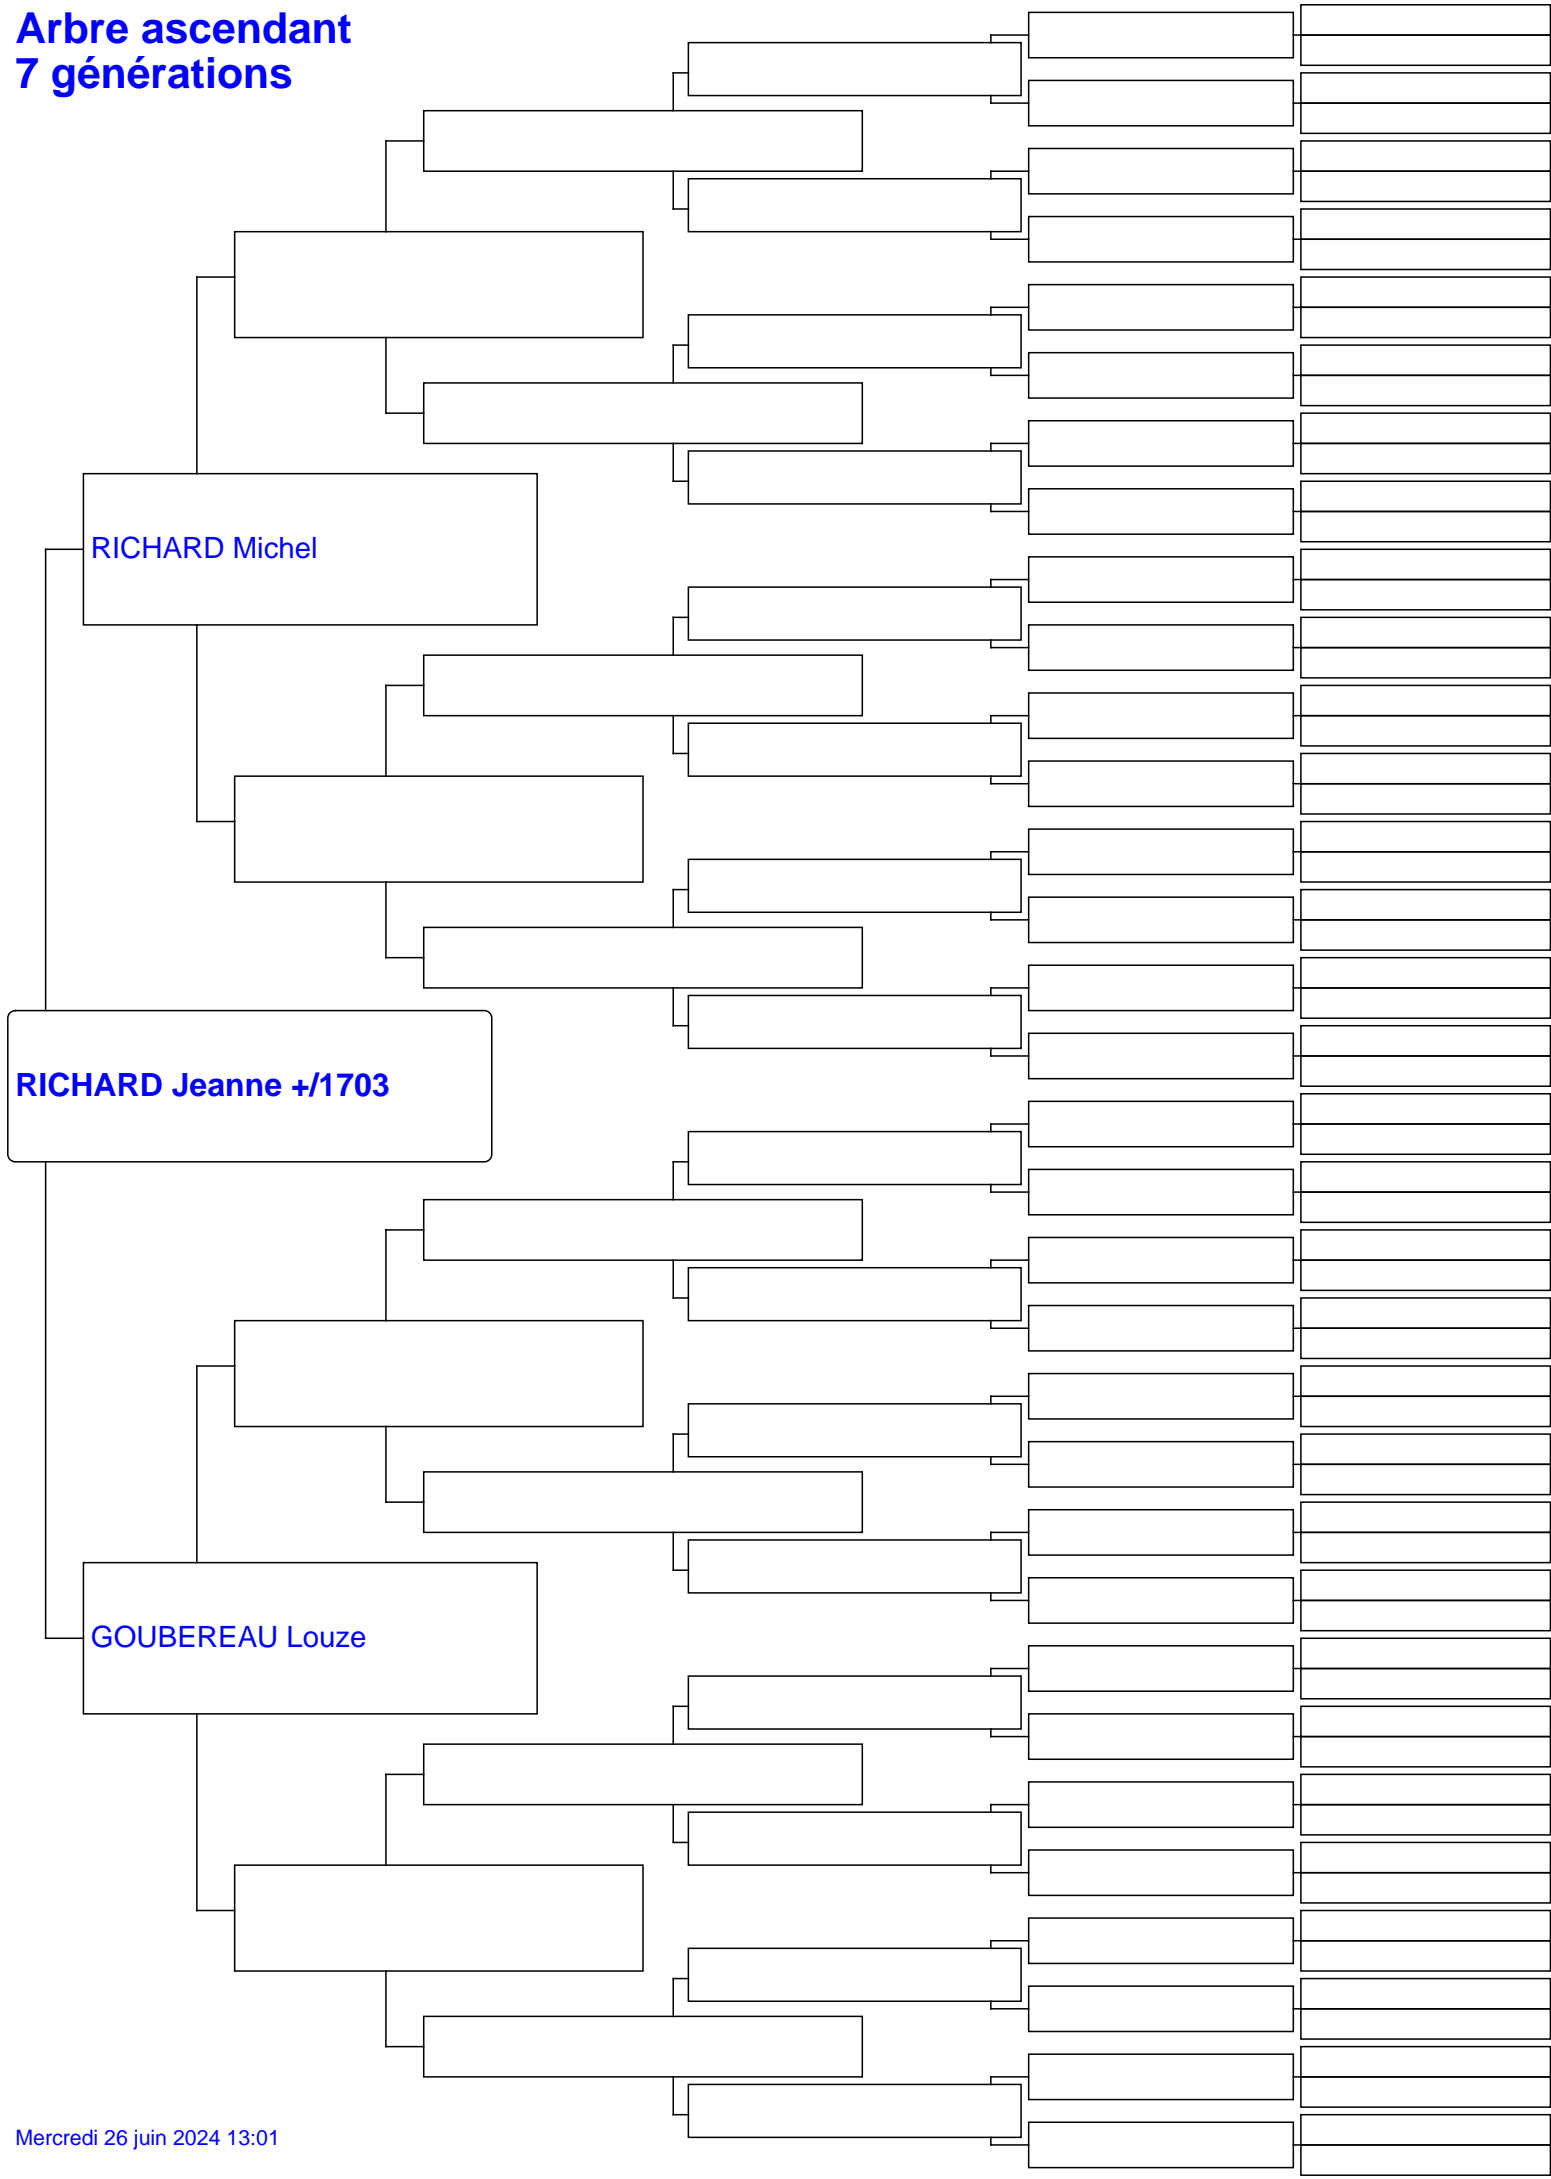 Arbre ascendant
7 générations
RICHARD Michel
RICHARD Jeanne +/1703
GOUBEREAU Louze
Mercredi 26 juin 2024 13:01